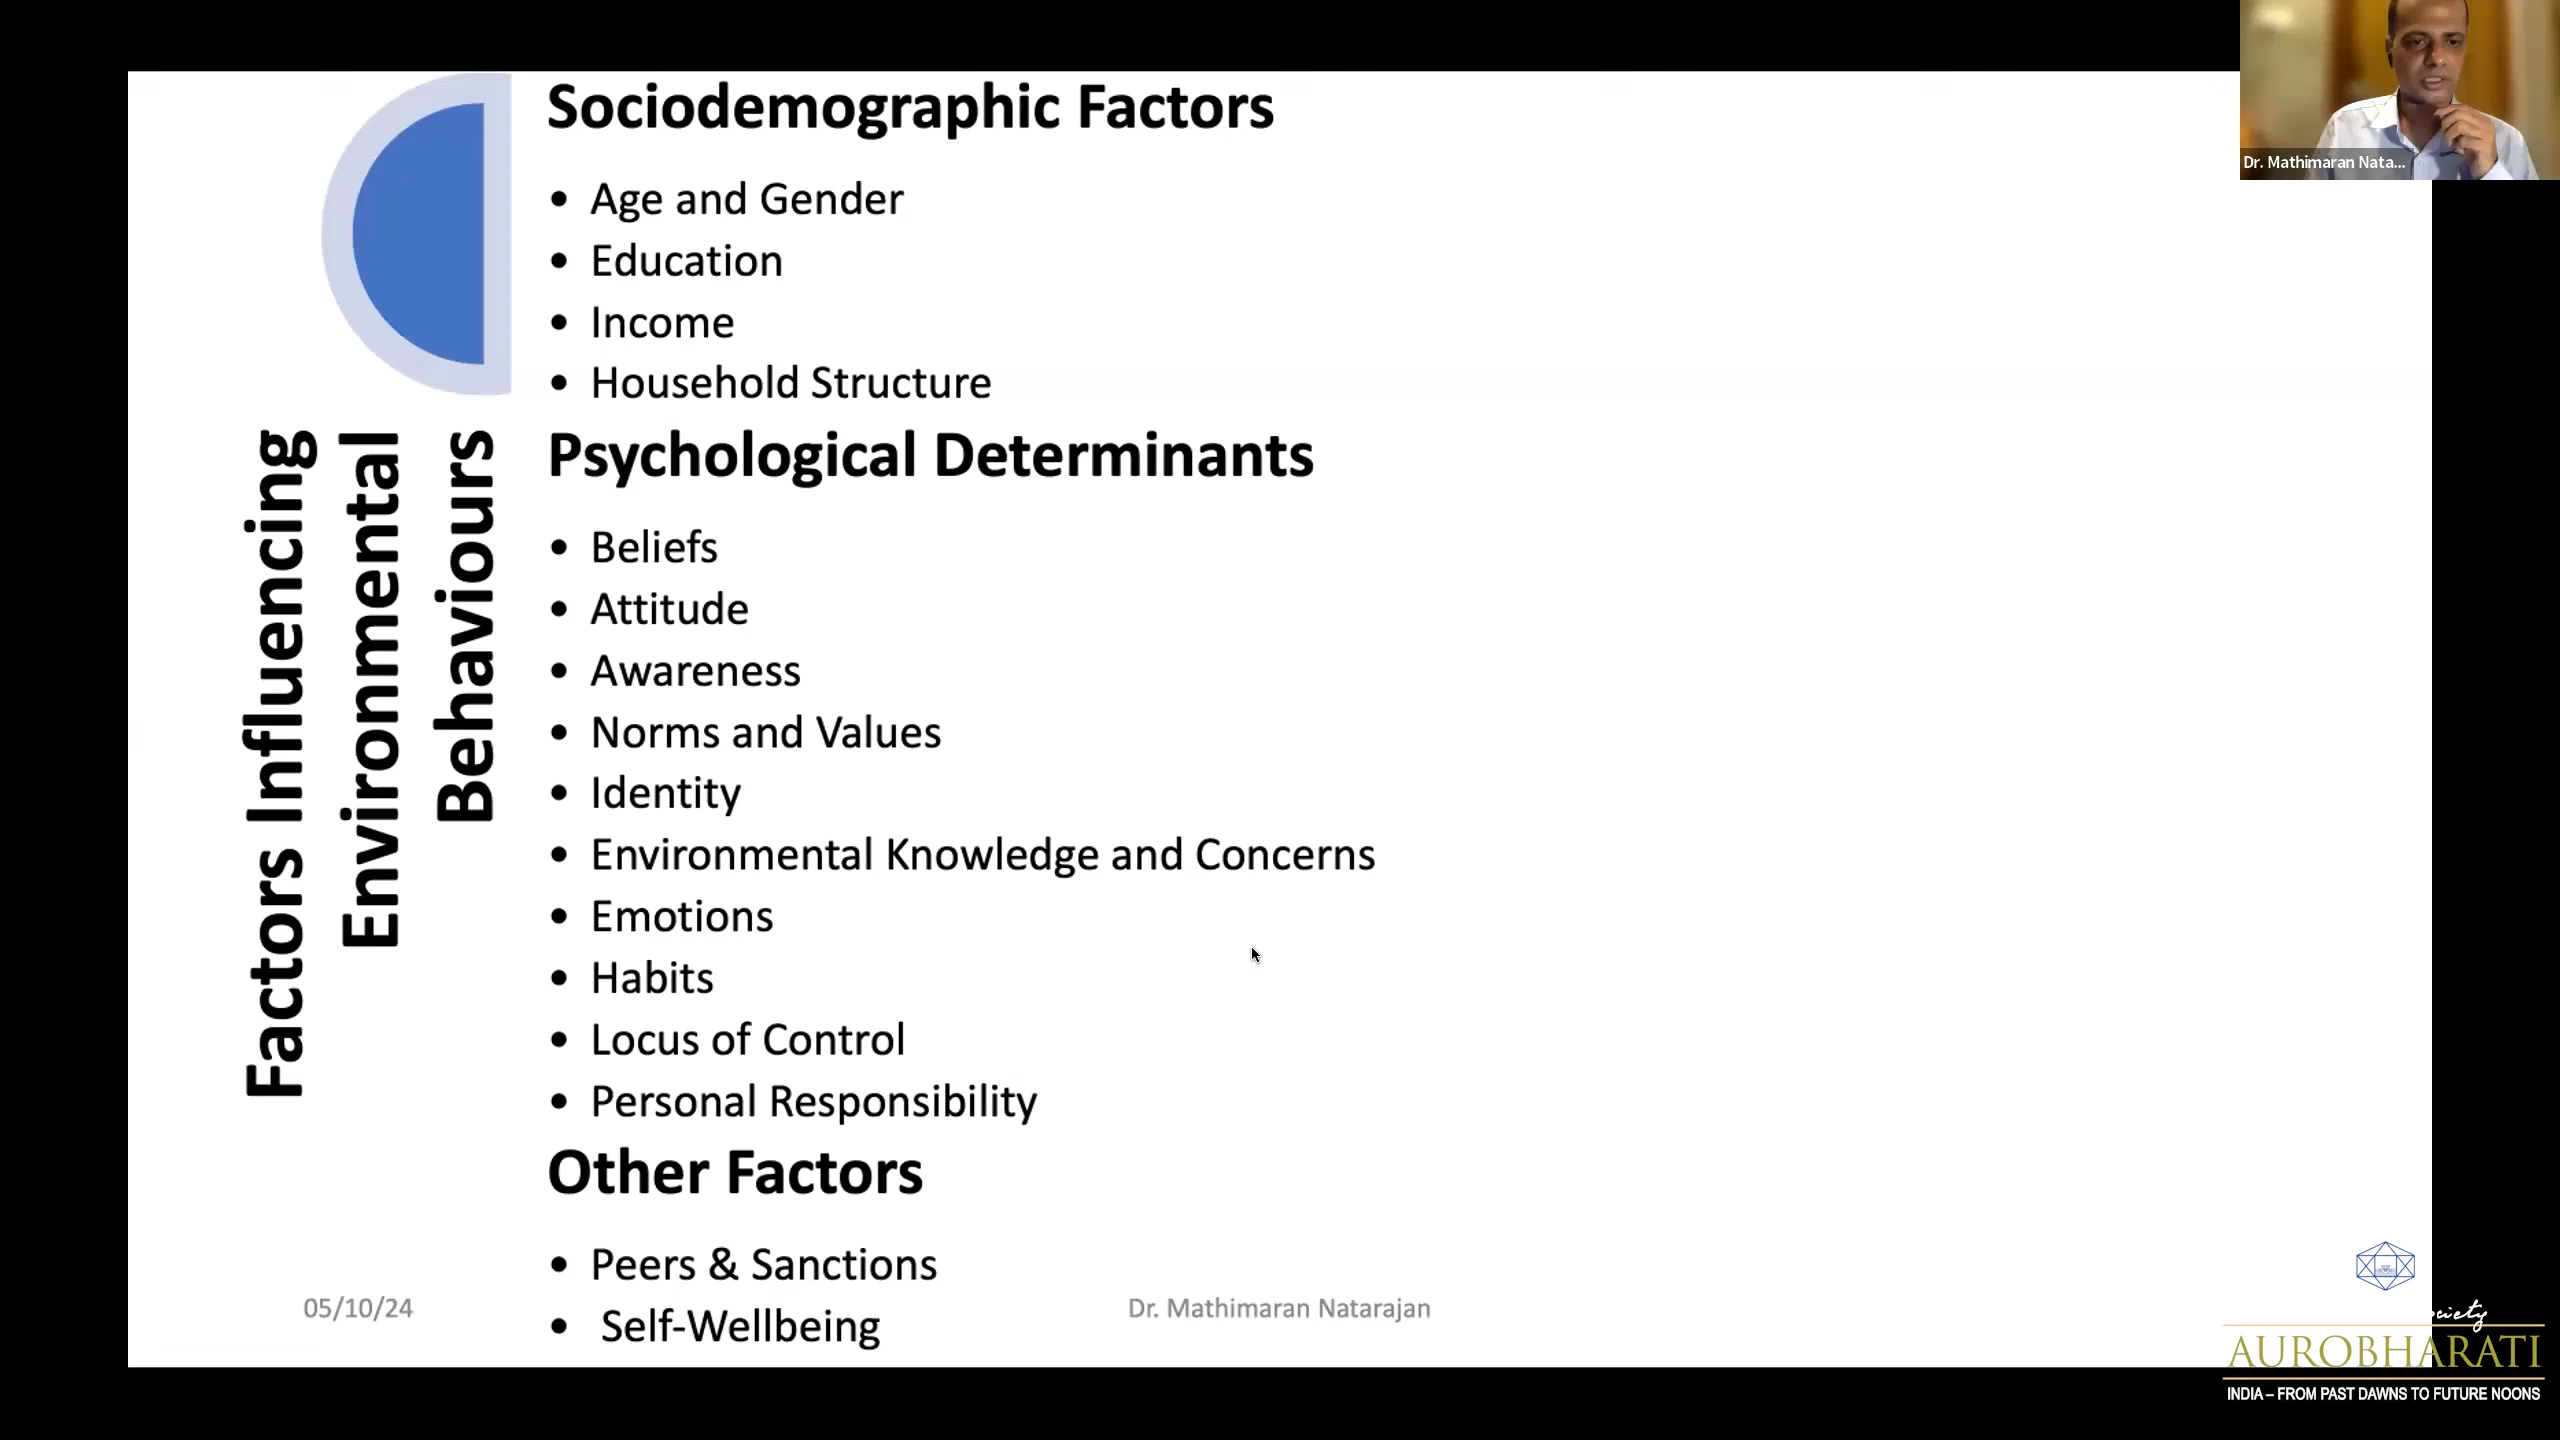 Dr. Mathimaran Nata...
Factors Influencing
Environmental
Behaviours
Sociodemographic Factors
• Age and Gender
• Education
• Income
• Household Structure
Psychological Determinants
• Beliefs
• Attitude
• Awareness
• Norms and Values
• Identity
• Environmental Knowledge and Concerns
• Emotions
• Habits
• Locus of Control
• Personal Responsibility
Other Factors
• Peers & Sanctions
• Self-Wellbeing
05/10/24
Dr. Mathimaran Natarajan
AUROBHARATI
INDIA – FROM PAST DAWNS TO FUTURE NOONS